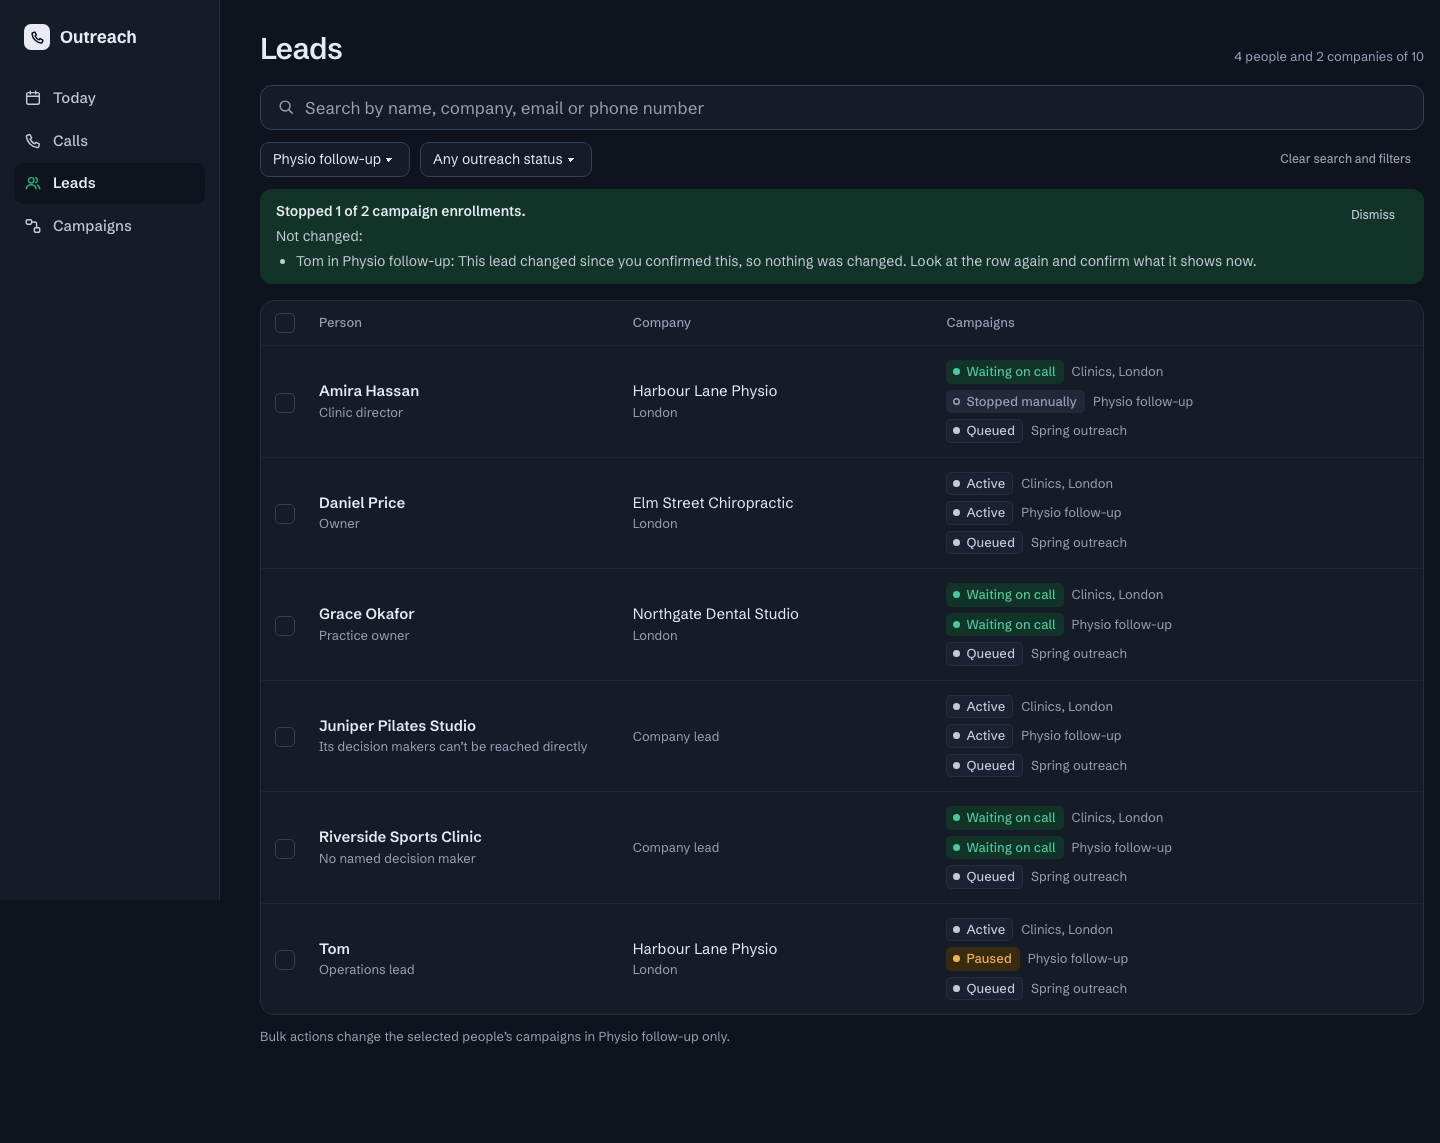 Outreach
Today
Calls
Leads
Campaigns
Leads
4 people and 2 companies of 10
Search by name, company, email or phone number
Physio follow-up
Any outreach status
Clear search and filters
Stopped 1 of 2 campaign enrollments.
Dismiss
Not changed:
• Tom in Physio follow-up: This lead changed since you confirmed this, so nothing was changed. Look at the row again and confirm what it shows now.
Person Company Campaigns
Amira Hassan
Clinic director
Harbour Lane Physio
London
Waiting on call Clinics, London
Stopped manually Physio follow-up
Queued Spring outreach
Daniel Price
Owner
Elm Street Chiropractic
London
Active Clinics, London
Active Physio follow-up
Queued Spring outreach
Grace Okafor
Practice owner
Northgate Dental Studio
London
Waiting on call Clinics, London
Waiting on call Physio follow-up
Queued Spring outreach
Juniper Pilates Studio
Its decision makers can’t be reached directly
Company lead
Active Clinics, London
Active Physio follow-up
Queued Spring outreach
Riverside Sports Clinic
No named decision maker
Company lead
Waiting on call Clinics, London
Waiting on call Physio follow-up
Queued Spring outreach
Tom
Operations lead
Harbour Lane Physio
London
Active Clinics, London
Paused Physio follow-up
Queued Spring outreach
Bulk actions change the selected people’s campaigns in Physio follow-up only.